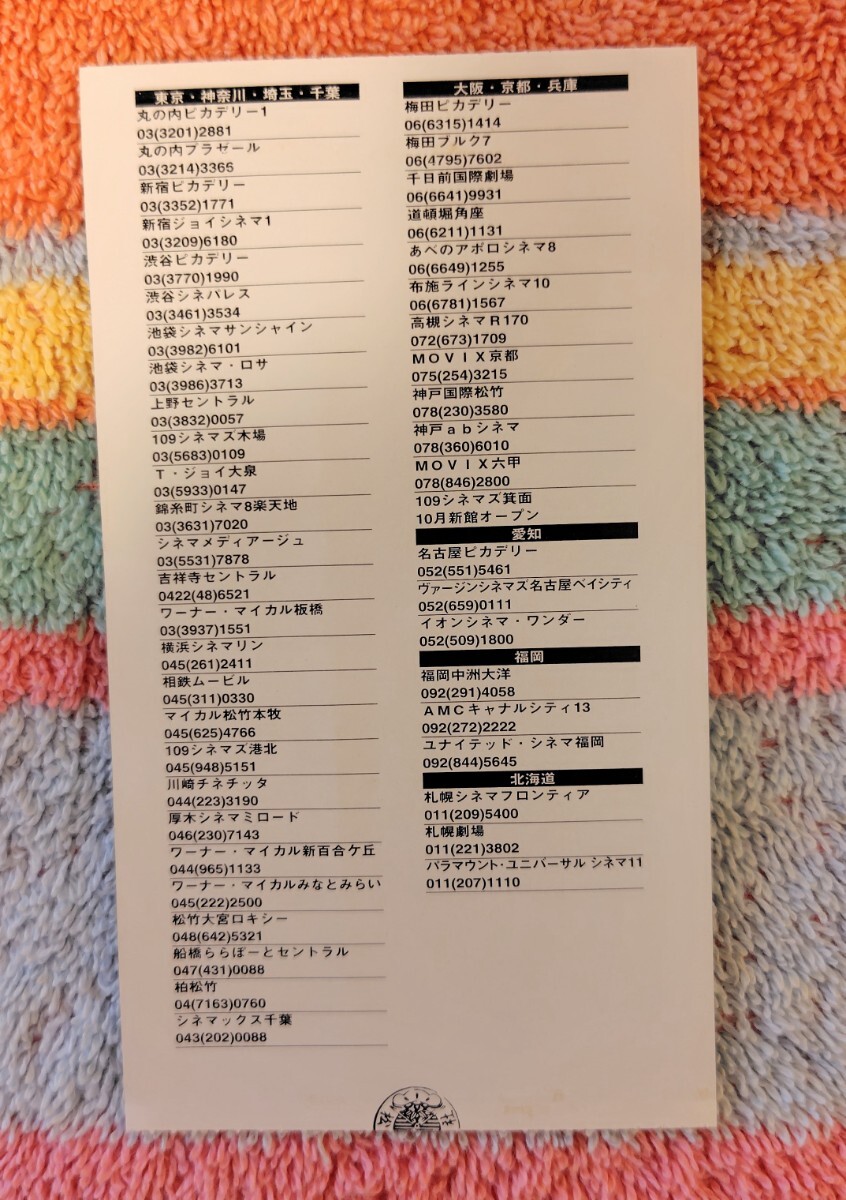 東京・神奈川・埼玉・千葉
丸の内ピカデリー1
03(3201)2881
丸の内プラゼール
03(3214)3365
新宿ピカデリー
03(3352)1771
新宿ジョイシネマ1
03(3209)6180
渋谷ピカデリー
03(3770)1990
渋谷シネパレス
03(3461)3534
池袋シネマサンシャイン
03(3982)6101
池袋シネマ・ロサ
03(3986)3713
上野セントラル
03(3832)0057
109シネマズ木場
03(5683)0109
T・ジョイ大泉
03(5933)0147
錦糸町シネマ8楽天地
03(3631)7020
シネマメディアージュ
03(5531)7878
吉祥寺セントラル
0422(48)6521
ワーナー・マイカル板橋
03(3937)1551
横浜シネマリン
045(261)2411
相鉄ムービル
045(311)0330
マイカル松竹本牧
045(625)4766
109シネマズ港北
045(948)5151
川崎チネチッタ
044(223)3190
厚木シネマミロード
046(230)7143
ワーナー・マイカル新百合ケ丘
044(965)1133
ワーナー・マイカルみなとみらい
045(222)2500
松竹大宮ロキシー
048(642)5321
船橋ららぽーとセントラル
047(431)0088
柏松竹
04(7163)0760
シネマックス千葉
043(202)0088
大阪・京都・兵庫
梅田ピカデリー
06(6315)1414
梅田ブルク7
06(4795)7602
千日前国際劇場
06(6641)9931
道頓堀角座
06(6211)1131
あべのアポロシネマ8
06(6649)1255
布施ラインシネマ10
06(6781)1567
高槻シネマR170
072(673)1709
MOVIX京都
075(254)3215
神戸国際松竹
078(230)3580
神戸abシネマ
078(360)6010
MOVIX六甲
078(846)2800
109シネマズ箕面
10月新館オープン
愛知
名古屋ピカデリー
052(551)5461
ヴァージンシネマズ名古屋ベイシティ
052(659)0111
イオンシネマ・ワンダー
052(509)1800
福岡
福岡中洲大洋
092(291)4058
AMCキャナルシティ13
092(272)2222
ユナイテッド・シネマ福岡
092(844)5645
北海道
札幌シネマフロンティア
011(209)5400
札幌劇場
011(221)3802
パラマウント・ユニバーサル シネマ11
011(207)1110